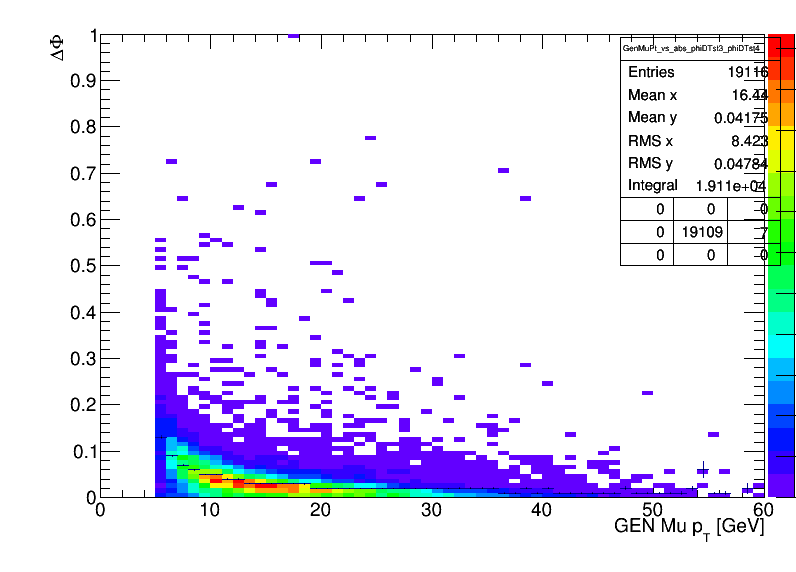 ΔΦ
1
0.9
0.8
0.7
0.6
0.5
0.4
0.3
0.2
0.1
0
0 10 20 30 40 50 60
GEN Mu p_T [GeV]
GenMuPt_vs_abs_phiDTst3_phiDTst4
Entries 19116
Mean x 16.44
Mean y 0.04175
RMS x 8.423
RMS y 0.04784
Integral 1.911e+04
0 0 0
0 19109 7
0 0 0